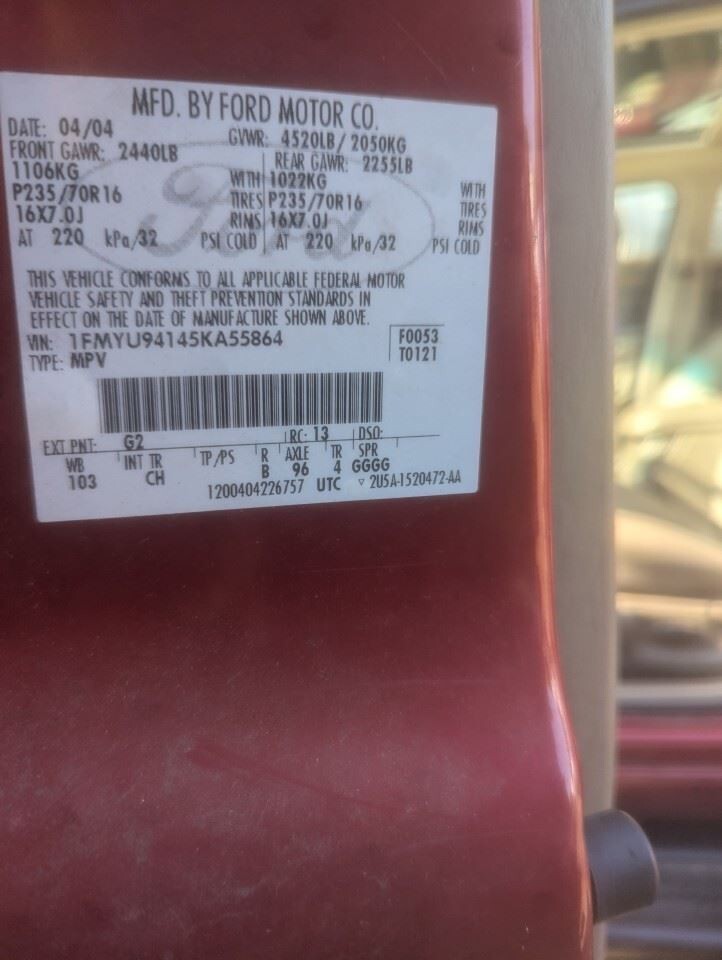 MFD. BY FORD MOTOR CO.
DATE: 04/04 GVWR: 4520LB/ 2050KG
FRONT GAWR: 2440LB REAR GAWR: 2255LB
1106KG WITH 1022KG WITH
P235/70R16 TIRES P235/70R16 TIRES
16X7.0J RIMS 16X7.0J RIMS
AT 220 kPa/32 PSI COLD AT 220 kPa/32 PSI COLD
Ford
THIS VEHICLE CONFORMS TO ALL APPLICABLE FEDERAL MOTOR
VEHICLE SAFETY AND THEFT PREVENTION STANDARDS IN
EFFECT ON THE DATE OF MANUFACTURE SHOWN ABOVE.
VIN: 1FMYU94145KA55864 F0053
TYPE: MPV T0121
EXT PNT: G2 RC: 13 DSO:
WB INT TR TP/PS R AXLE TR SPR
103 CH B 96 4 GGGG
1200404226757 UTC ▽ 2U5A-1520472-AA